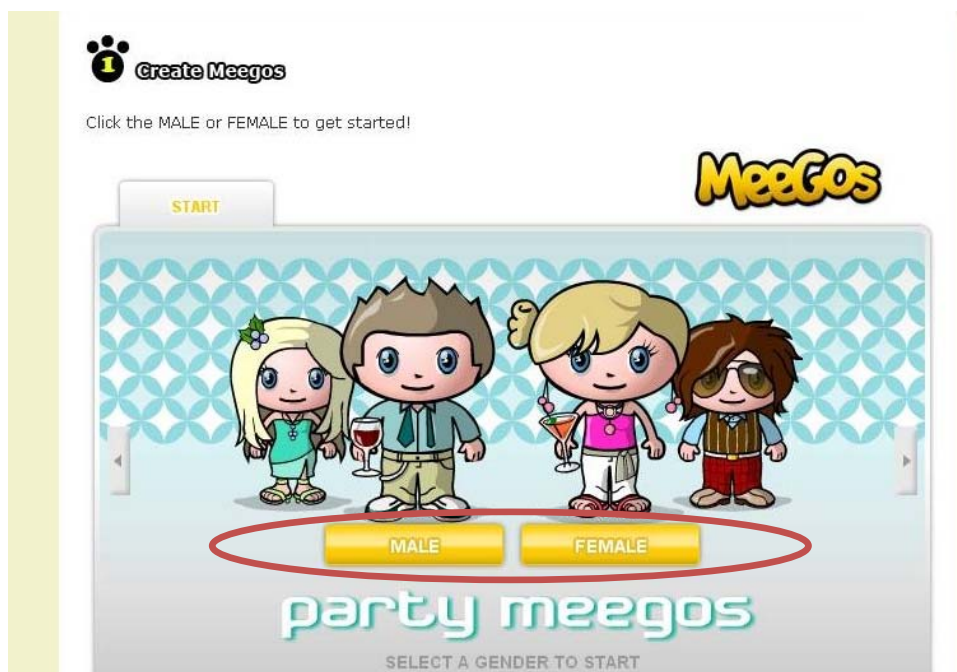 1 Create Meegos
Click the MALE or FEMALE to get started!
MeeGos
START
MALE FEMALE
party meegos
SELECT A GENDER TO START